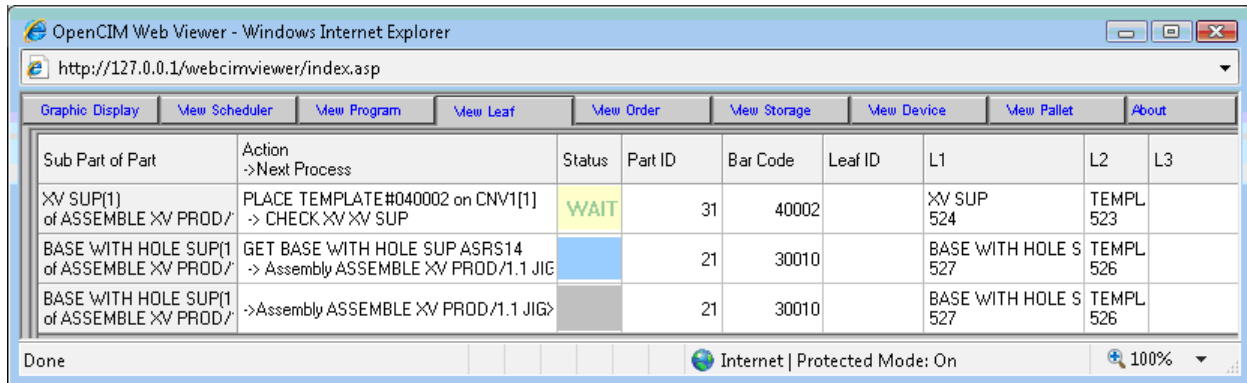 OpenCIM Web Viewer - Windows Internet Explorer
http://127.0.0.1/webcimviewer/index.asp
Graphic Display View Scheduler View Program View Leaf View Order View Storage View Device View Pallet About
Sub Part of Part Action ->Next Process Status Part ID Bar Code Leaf ID L1 L2 L3
XV SUP(1) PLACE TEMPLATE#040002 on CNV1[1] WAIT 31 40002 XV SUP TEMPL
of ASSEMBLE XV PROD/ -> CHECK XV XV SUP 524 523
BASE WITH HOLE SUP(1 GET BASE WITH HOLE SUP ASRS14 21 30010 BASE WITH HOLE S TEMPL
of ASSEMBLE XV PROD/ -> Assembly ASSEMBLE XV PROD/1.1 JIG 527 526
BASE WITH HOLE SUP(1 ->Assembly ASSEMBLE XV PROD/1.1 JIG> 21 30010 BASE WITH HOLE S TEMPL
of ASSEMBLE XV PROD/ 527 526
Done Internet | Protected Mode: On 100%